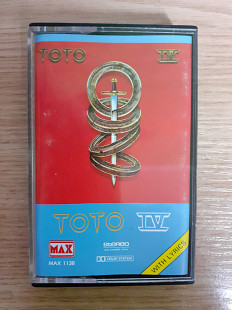 TOTO IV
TOTO IV
MAX
MAX 1138
STEREO
DOLBY SYSTEM
WITH LYRICS